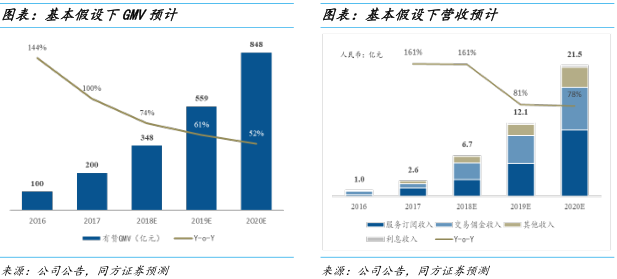 图表：基本假设下 GMV 预计
144%
100%
74%
61%
52%
100
200
348
559
848
2016
2017
2018E
2019E
2020E
有赞GMV（亿元）
Y-o-Y
来源：公司公告，同方证券预测
图表：基本假设下营收预计
人民币：亿元
161%
161%
81%
78%
1.0
2.6
6.7
12.1
21.5
2016
2017
2018E
2019E
2020E
服务订阅收入
交易佣金收入
其他收入
利息收入
Y-o-Y
来源：公司公告，同方证券预测